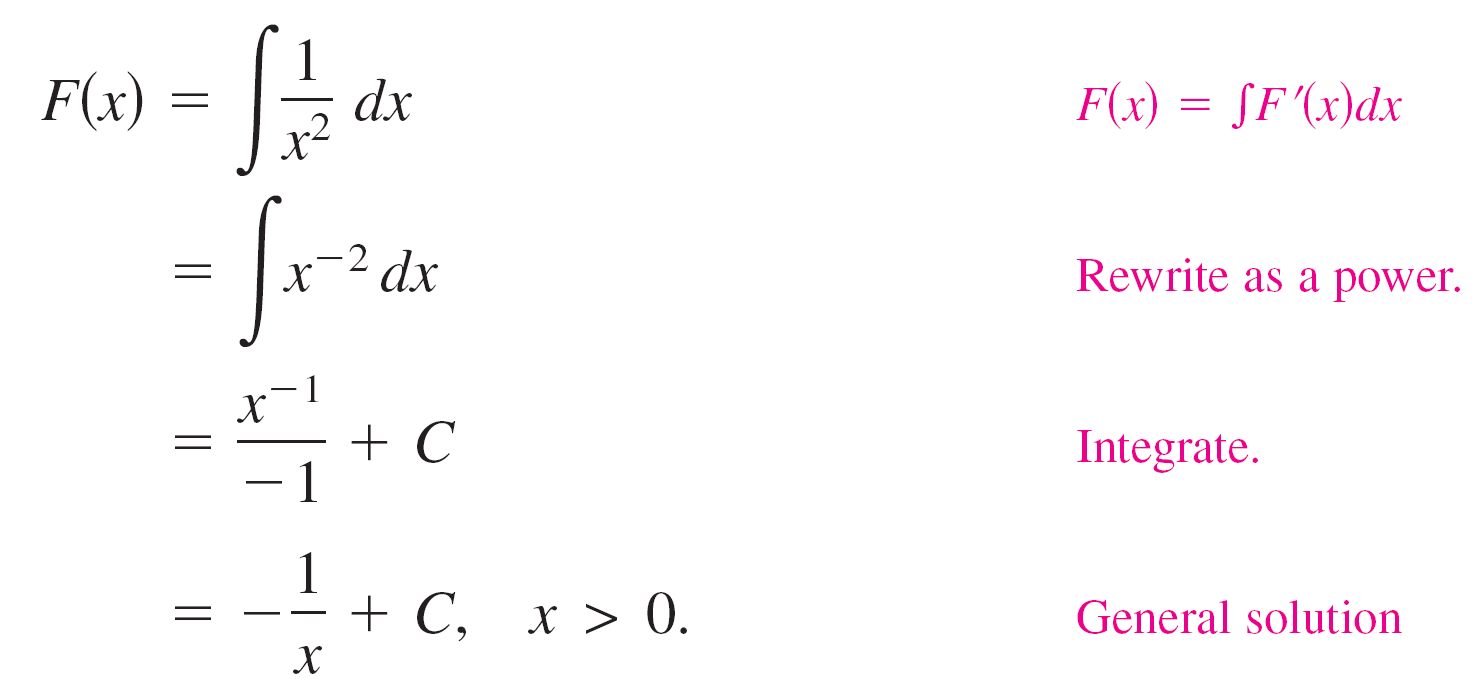 F(x) = ∫ 1/x² dx    F(x) = ∫F′(x)dx
= ∫ x⁻² dx    Rewrite as a power.
= x⁻¹/−1 + C    Integrate.
= −1/x + C,  x > 0.    General solution